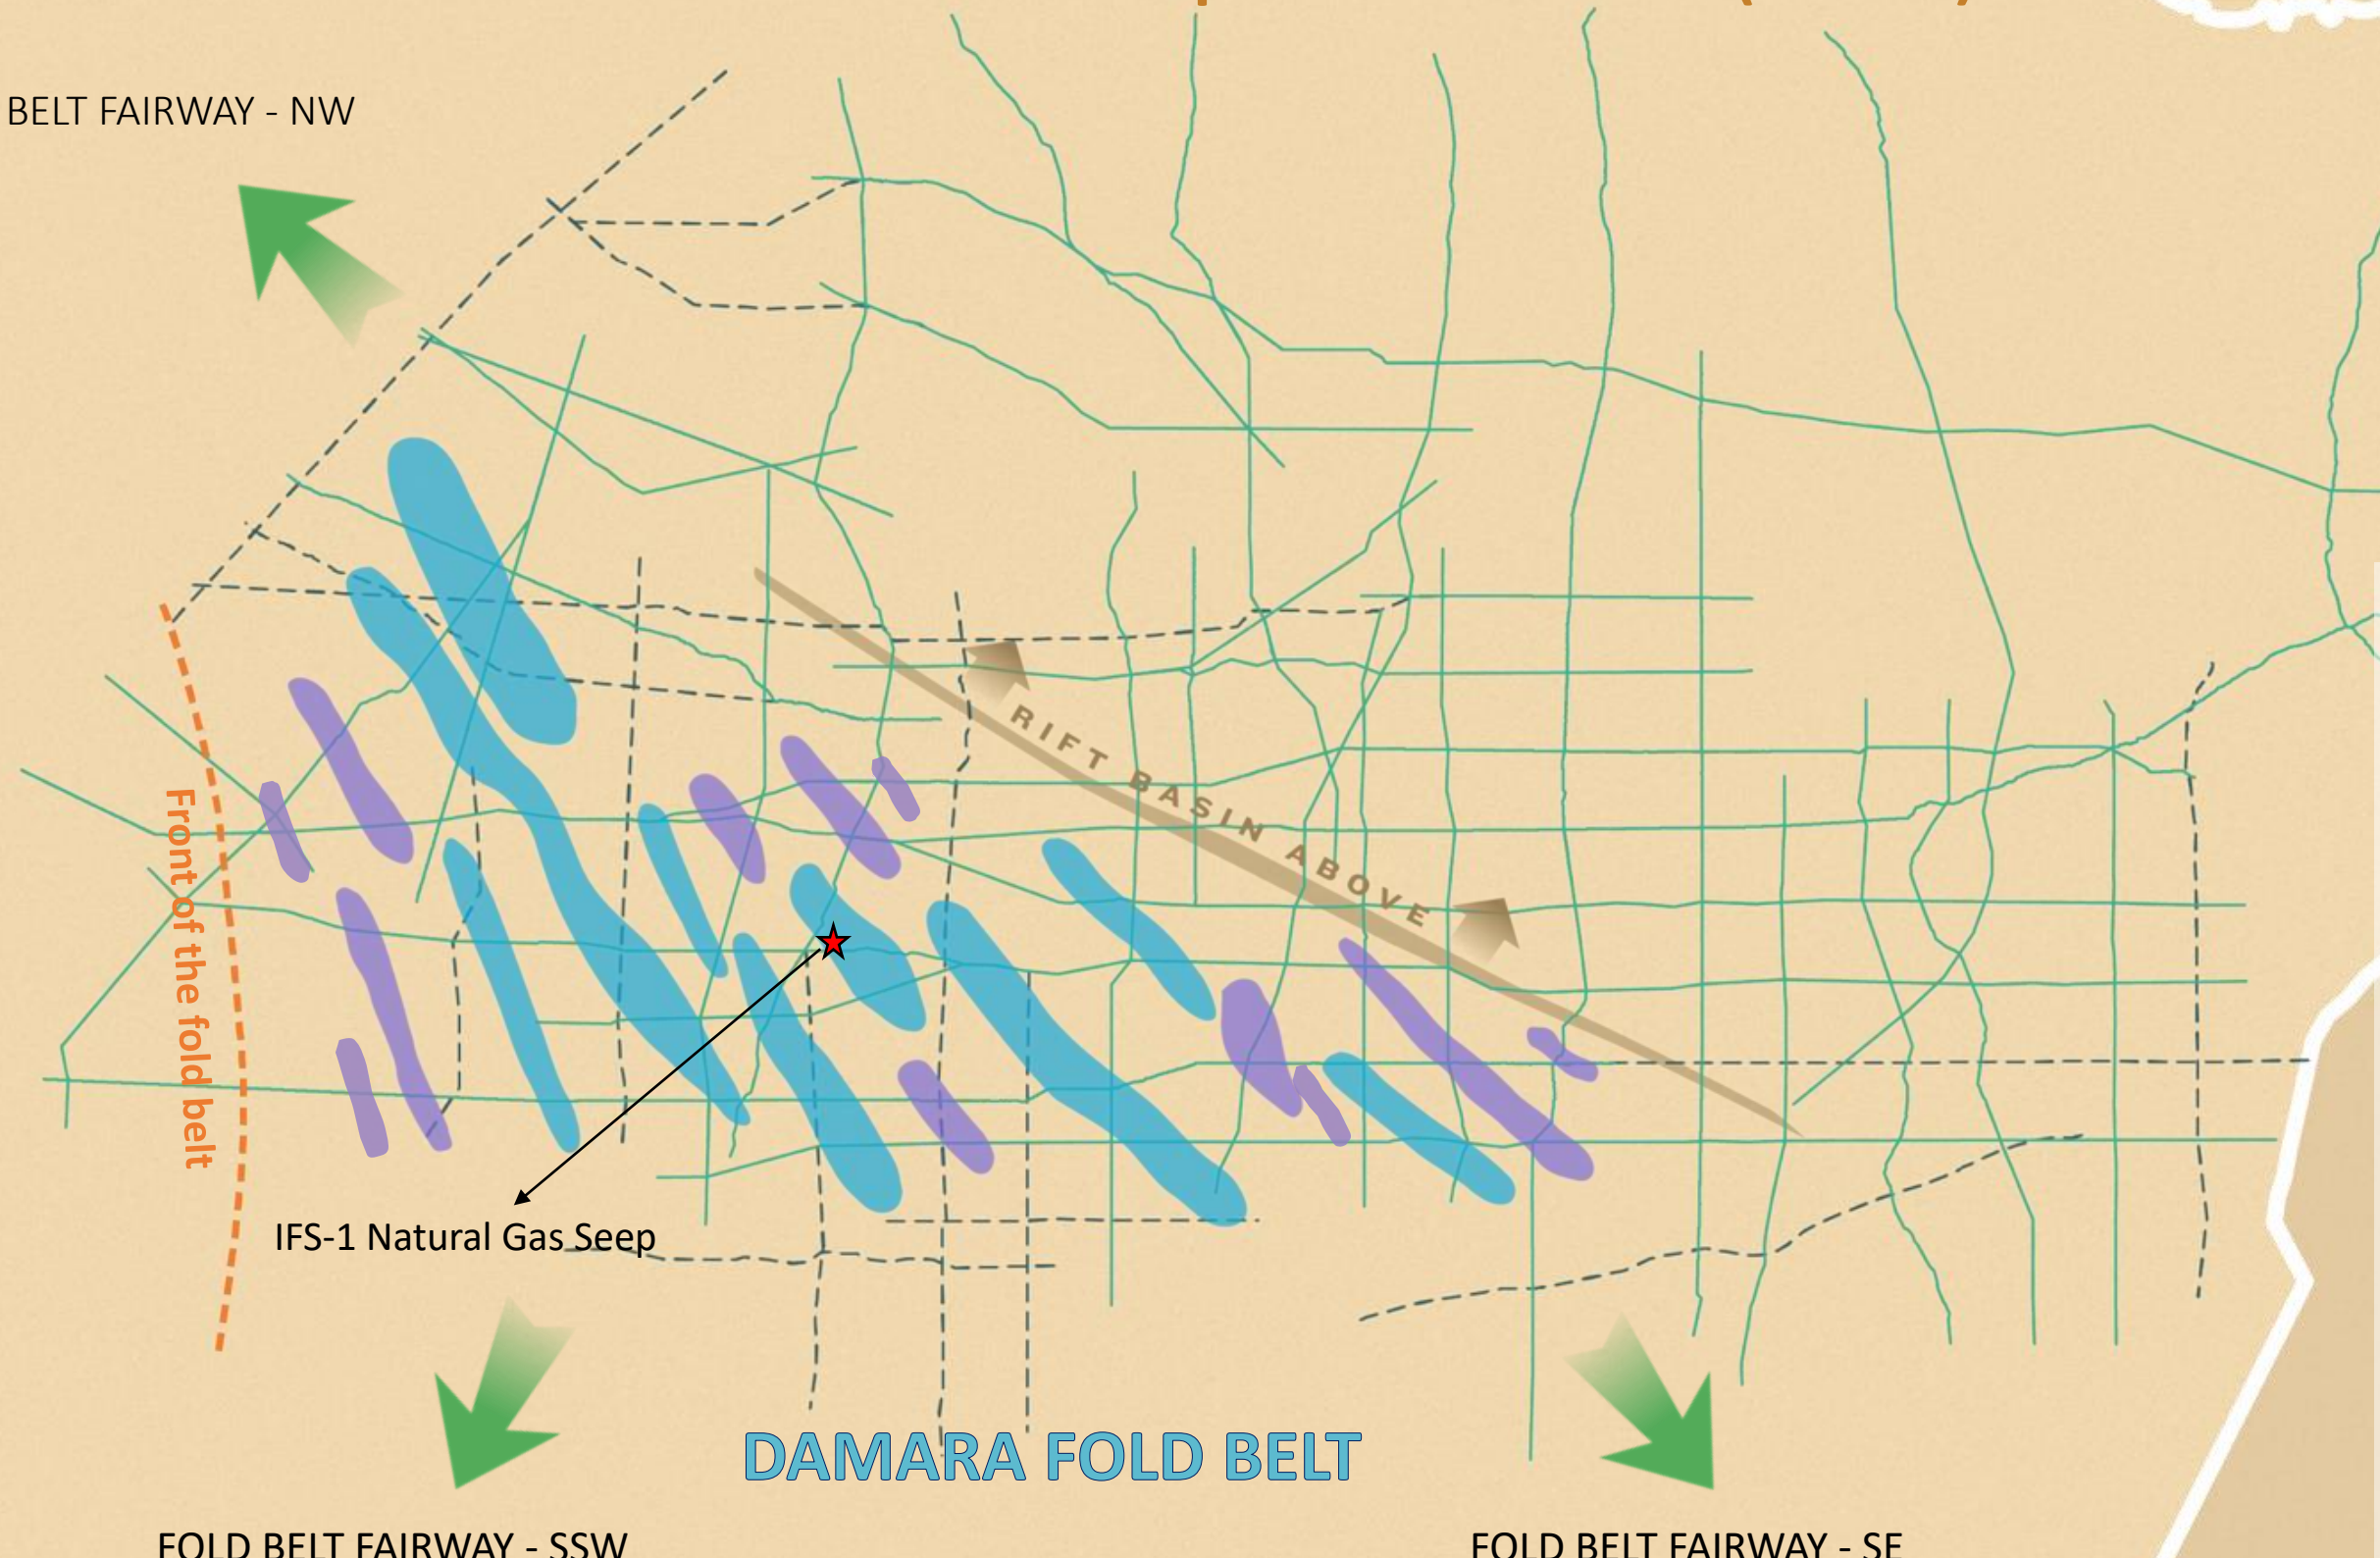 BELT FAIRWAY - NW
RIFT BASIN ABOVE
Front of the fold belt
IFS-1 Natural Gas Seep
DAMARA FOLD BELT
FOLD BELT FAIRWAY - SSW
FOLD BELT FAIRWAY - SE